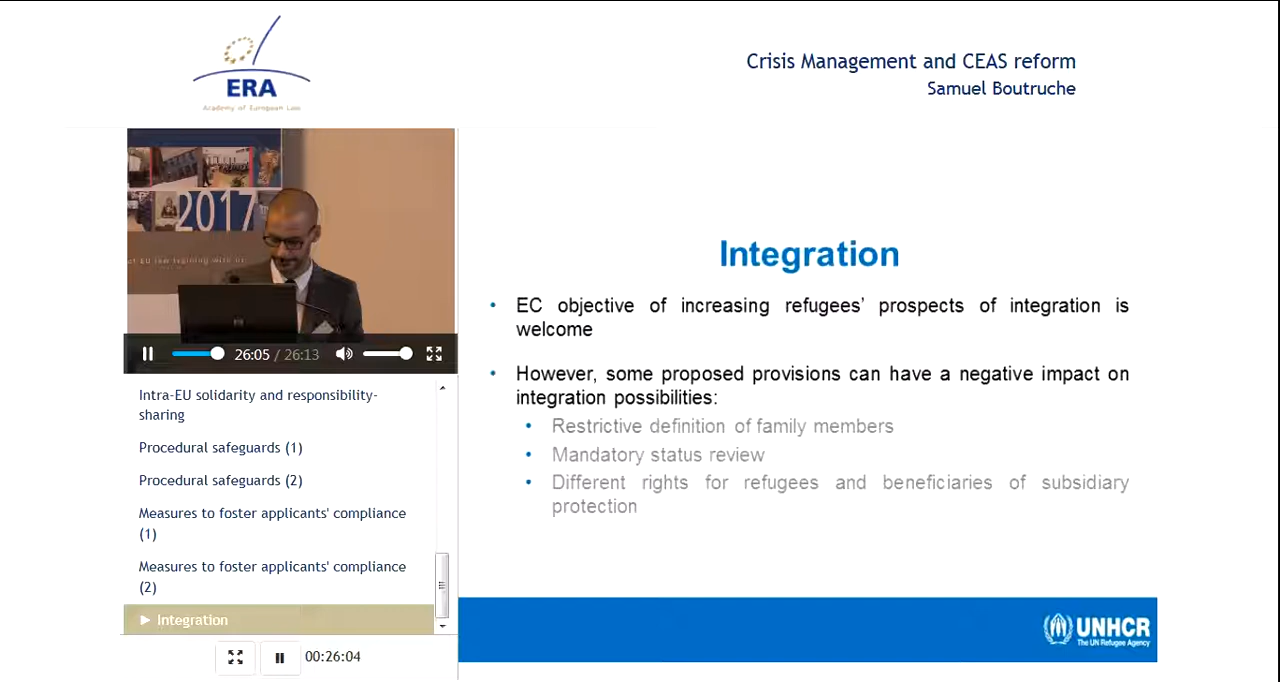 ERA
Academy of European Law
Crisis Management and CEAS reform
Samuel Boutruche
2017
EU law training with
26:05 / 26:13
Intra-EU solidarity and responsibility-
sharing
Procedural safeguards (1)
Procedural safeguards (2)
Measures to foster applicants' compliance
(1)
Measures to foster applicants' compliance
(2)
Integration
00:26:04
Integration
• EC objective of increasing refugees’ prospects of integration is
welcome
• However, some proposed provisions can have a negative impact on
integration possibilities:
• Restrictive definition of family members
• Mandatory status review
• Different rights for refugees and beneficiaries of subsidiary
protection
UNHCR
The UN Refugee Agency